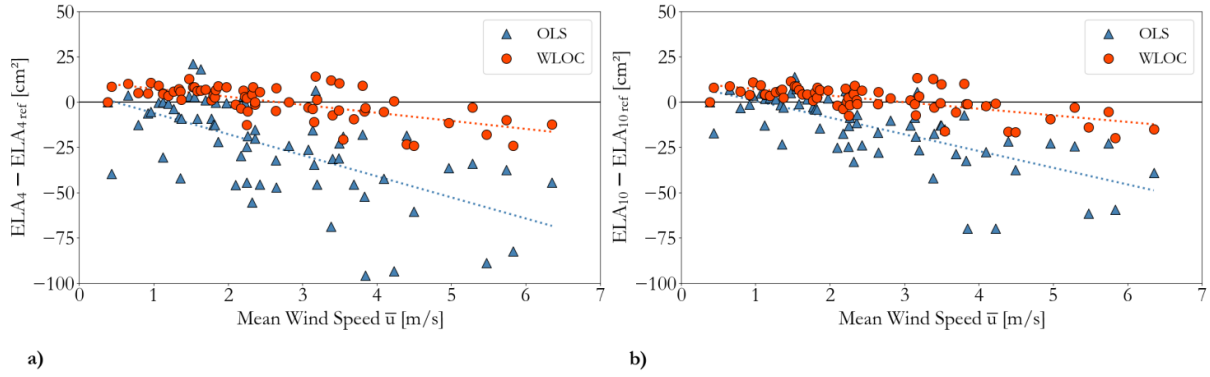 50
25
0
−25
−50
−75
−100
ELA₄ − ELA₄ ref [cm²]
OLS
WLOC
0 1 2 3 4 5 6 7
Mean Wind Speed u̅ [m/s]
a)
50
25
0
−25
−50
−75
−100
ELA₁₀ − ELA₁₀ ref [cm²]
OLS
WLOC
0 1 2 3 4 5 6 7
Mean Wind Speed u̅ [m/s]
b)